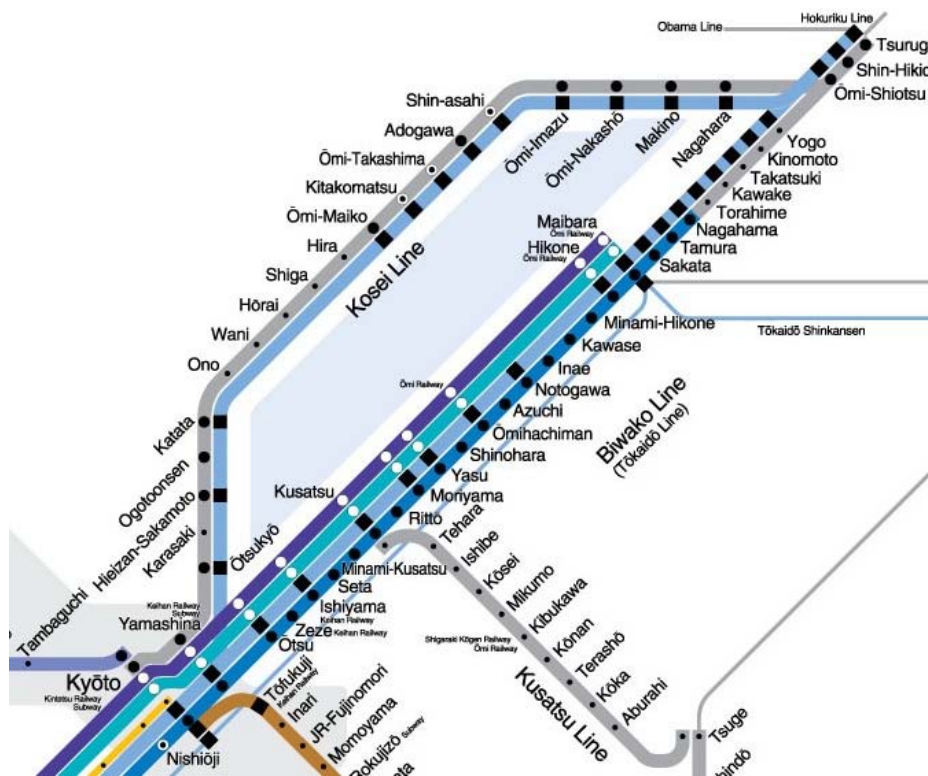 Hokuriku Line
Obama Line
Tsurug
Shin-Hikid
Ōmi-Shiotsu
Shin-asahi
Adogawa
Ōmi-Takashima
Kitakomatsu
Ōmi-Maiko
Hira
Shiga
Hōrai
Wani
Ono
Katata
Ogotoonsen
Hieizan-Sakamoto
Karasaki
Ōtsukyō
Kosei Line
Ōmi-Imazu
Ōmi-Nakashō
Makino
Nagahara
Yogo
Kinomoto
Takatsuki
Kawake
Torahime
Nagahama
Tamura
Sakata
Maibara
Ōmi Railway
Hikone
Ōmi Railway
Minami-Hikone
Kawase
Inae
Notogawa
Azuchi
Ōmihachiman
Shinohara
Yasu
Moriyama
Rittō
Tōkaidō Shinkansen
Biwako Line
(Tōkaidō Line)
Ōmi Railway
Kusatsu
Minami-Kusatsu
Seta
Ishiyama
Keihan Railway
Zeze Keihan Railway
Ōtsu
Tehara
Ishibe
Kōsei
Mikumo
Kibukawa
Shigaraki Kōgen Railway
Ōmi Railway
Kōnan
Terashō
Kōka
Aburahi
Tsuge
hindō
Kusatsu Line
Keihan Railway
Subway
Yamashina
Tambaguchi
Kyōto
Kintetsu Railway
Subway
Nishiōji
Tōfukuji
Keihan Railway
Inari
JR-Fujinomori
Momoyama
Rokujizō Subway
ata